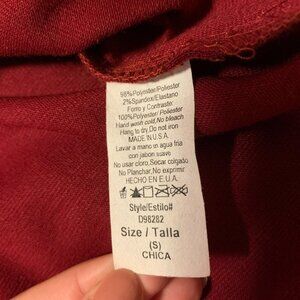 98%Polyester/Poliester
2%Spandex/Elastano
Forro y Contraste:
100%Polyester/Poliester
Hand wash cold,No bleach
Hang to dry,Do not iron
MADE IN U.S.A
Lavar a mano en agua fria
con jabon suave
No usar cloro,Secar colgado
No Planchar,No exprimir
HECHO EN E.U.A.
Style/Estilo#
D98282
Size / Talla
(S)
CHICA